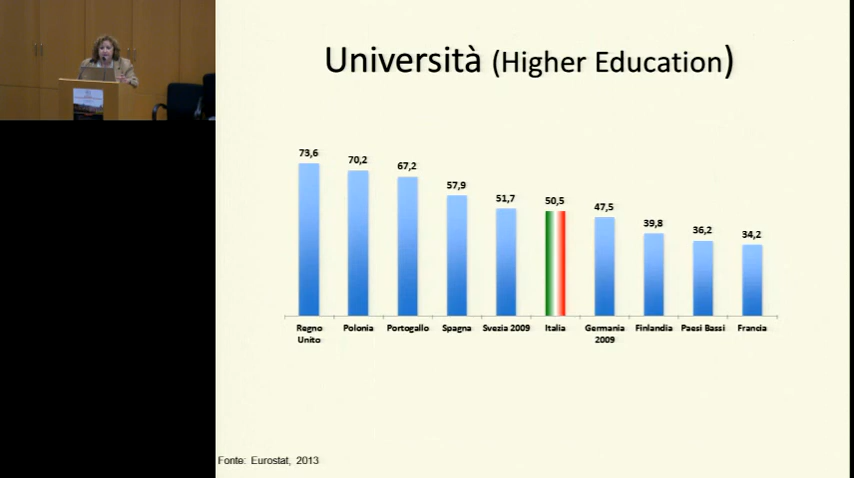 Università (Higher Education)
73,6
70,2
67,2
57,9
51,7
50,5
47,5
39,8
36,2
34,2
Regno Unito
Polonia
Portogallo
Spagna
Svezia 2009
Italia
Germania 2009
Finlandia
Paesi Bassi
Francia
Fonte: Eurostat, 2013